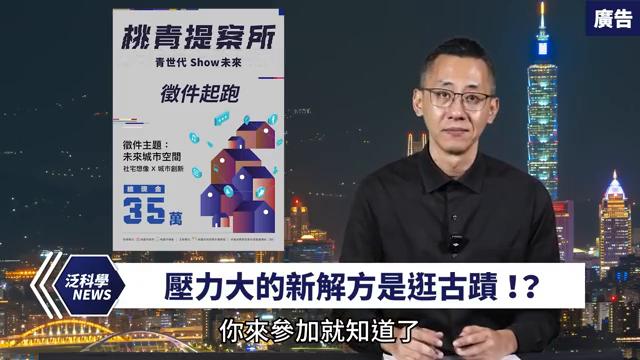 廣告
桃青提案所
青世代 Show未來
徵件起跑
徵件主題：
未來城市空間
社宅想像 X 城市創新
總獎金
35萬
泛科學
NEWS
壓力大的新解方是逛古蹟！？
你來參加就知道了